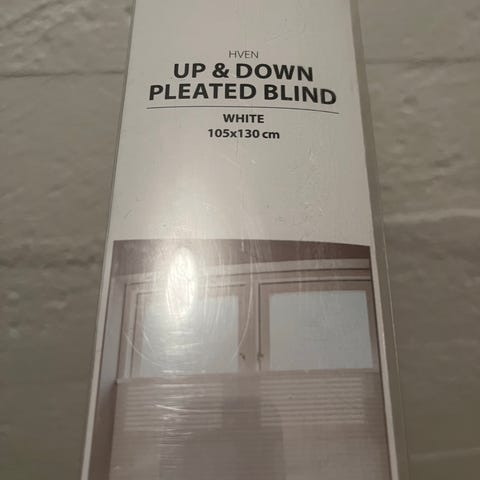 HVEN
UP & DOWN
PLEATED BLIND
WHITE
105x130 cm